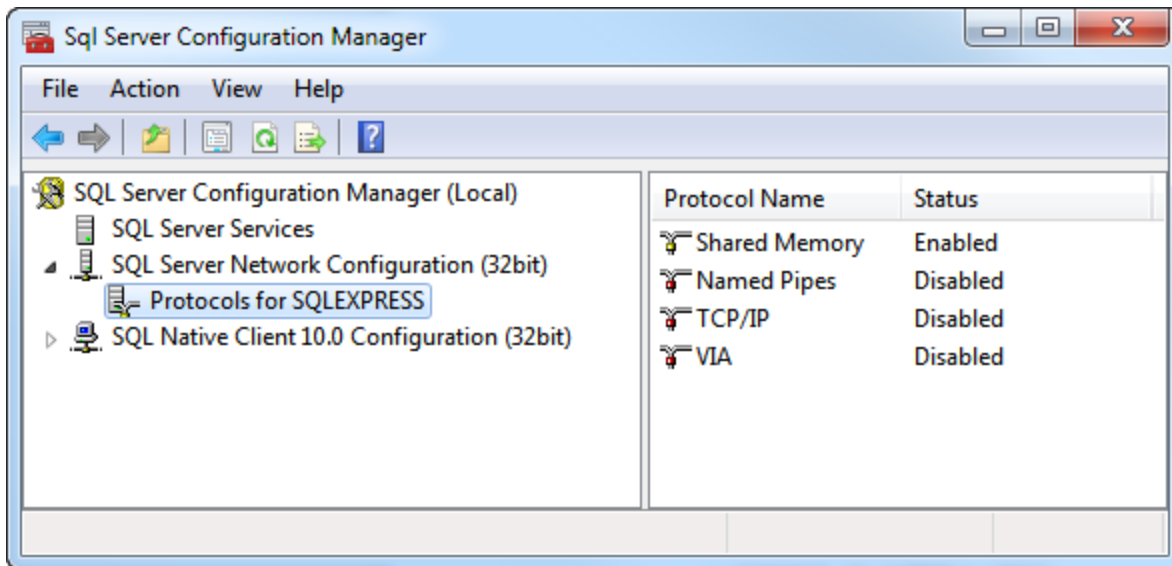 Sql Server Configuration Manager
File Action View Help
SQL Server Configuration Manager (Local)
SQL Server Services
SQL Server Network Configuration (32bit)
Protocols for SQLEXPRESS
SQL Native Client 10.0 Configuration (32bit)
Protocol Name Status
Shared Memory Enabled
Named Pipes Disabled
TCP/IP Disabled
VIA Disabled